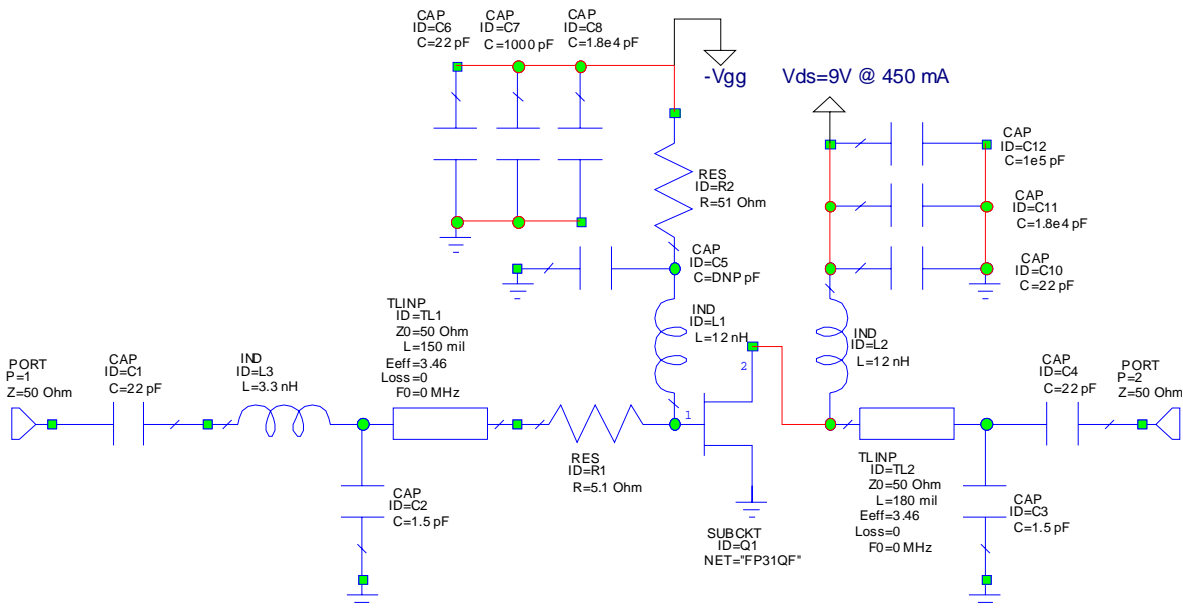 CAP
ID=C6
C=22 pF
CAP
ID=C7
C=1000 pF
CAP
ID=C8
C=1.8e4 pF
-Vgg
Vds=9V @ 450 mA
CAP
ID=C12
C=1e5 pF
RES
ID=R2
R=51 Ohm
CAP
ID=C11
C=1.8e4 pF
CAP
ID=C5
C=DNP pF
CAP
ID=C10
C=22 pF
TLINP
ID=TL1
Z0=50 Ohm
L=150 mil
Eeff=3.46
Loss=0
F0=0 MHz
IND
ID=L1
L=12 nH
IND
ID=L2
L=12 nH
PORT
P=1
Z=50 Ohm
CAP
ID=C1
C=22 pF
IND
ID=L3
L=3.3 nH
2
1
CAP
ID=C4
C=22 pF
PORT
P=2
Z=50 Ohm
RES
ID=R1
R=5.1 Ohm
CAP
ID=C2
C=1.5 pF
SUBCKT
ID=Q1
NET="FP31QF"
TLINP
ID=TL2
Z0=50 Ohm
L=180 mil
Eeff=3.46
Loss=0
F0=0 MHz
CAP
ID=C3
C=1.5 pF